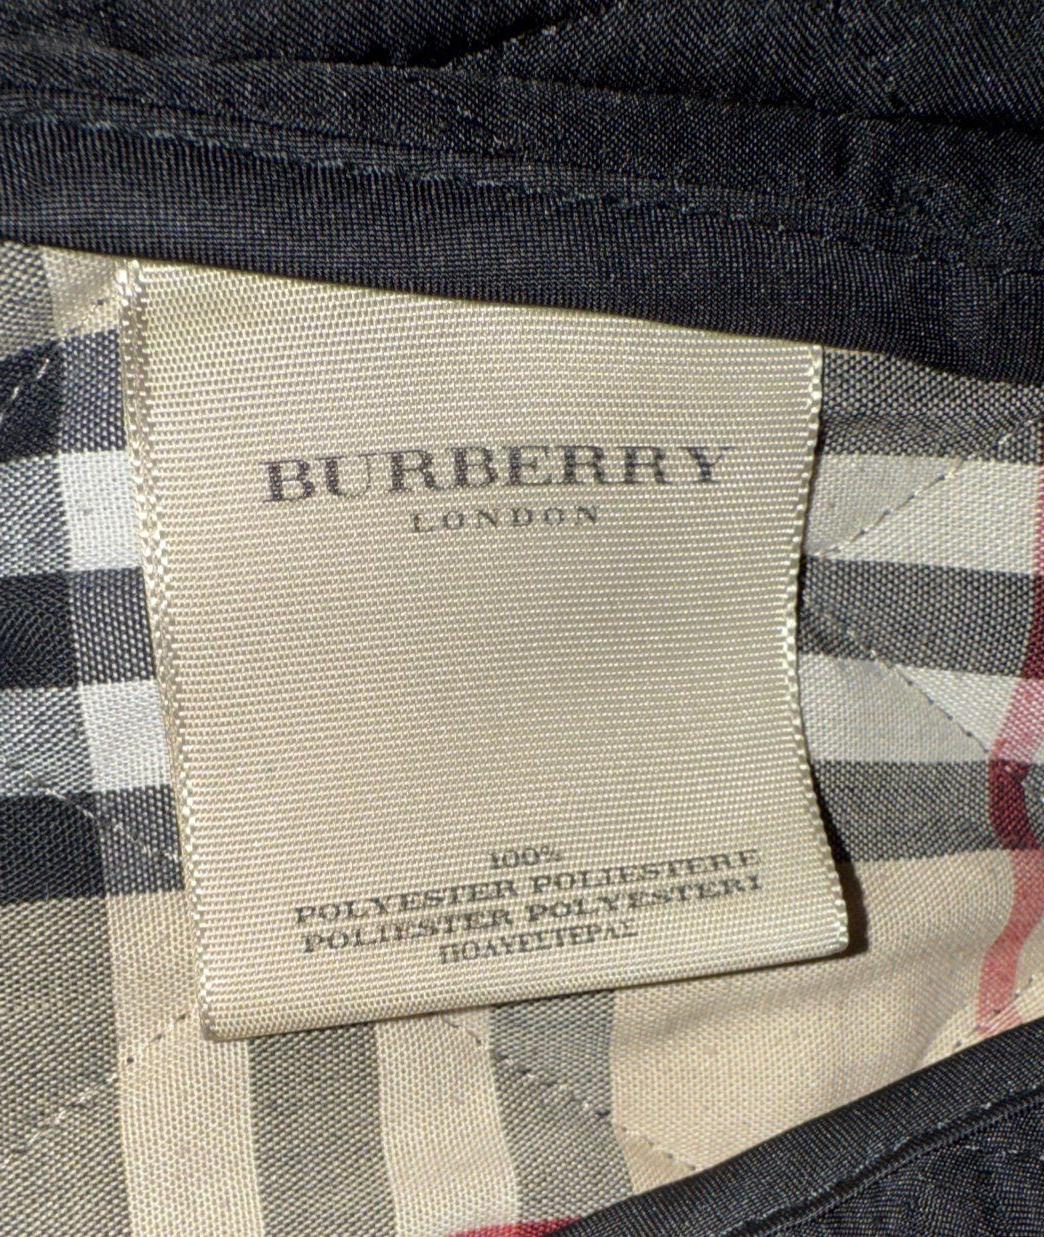 BURBERRY
LONDON
100%
POLYESTER POLIESTERE
POLIESTER POLYESTERI
ΠΟΛΥΕΣΤΕΡΑΣ